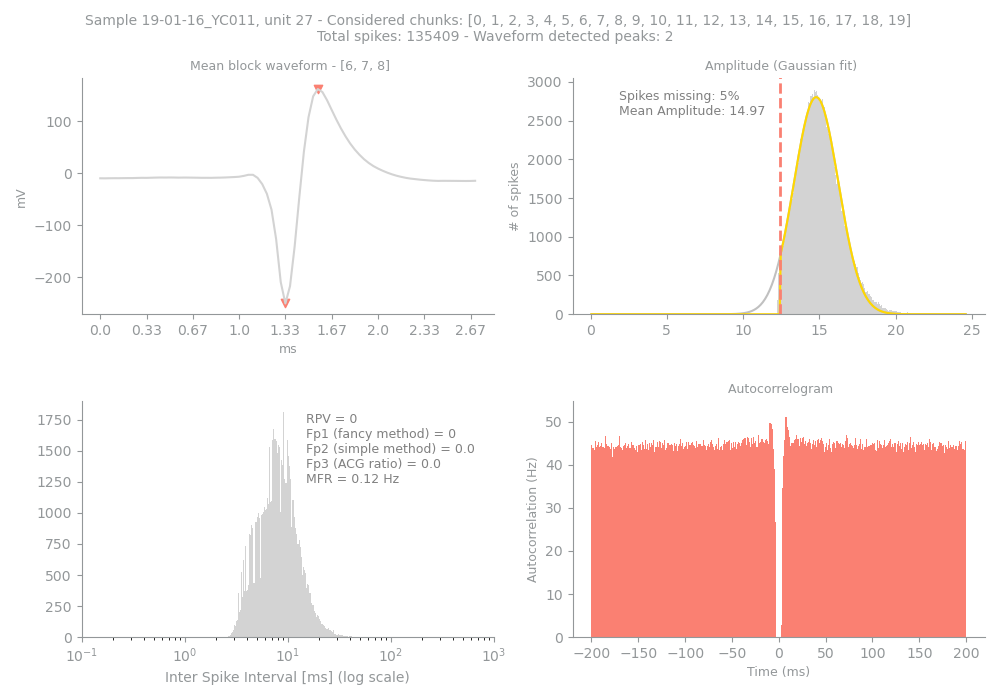 Sample 19-01-16_YC011, unit 27 - Considered chunks: [0, 1, 2, 3, 4, 5, 6, 7, 8, 9, 10, 11, 12, 13, 14, 15, 16, 17, 18, 19]
Total spikes: 135409 - Waveform detected peaks: 2
Mean block waveform - [6, 7, 8]
mV
100
0
−100
−200
0.0 0.33 0.67 1.0 1.33 1.67 2.0 2.33 2.67
ms
Amplitude (Gaussian fit)
Spikes missing: 5%
Mean Amplitude: 14.97
# of spikes
3000
2500
2000
1500
1000
500
0
0 5 10 15 20 25
RPV = 0
Fp1 (fancy method) = 0
Fp2 (simple method) = 0.0
Fp3 (ACG ratio) = 0.0
MFR = 0.12 Hz
1750
1500
1250
1000
750
500
250
0
10⁻¹ 10⁰ 10¹ 10² 10³
Inter Spike Interval [ms] (log scale)
Autocorrelogram
Autocorrelation (Hz)
50
40
30
20
10
0
−200 −150 −100 −50 0 50 100 150 200
Time (ms)